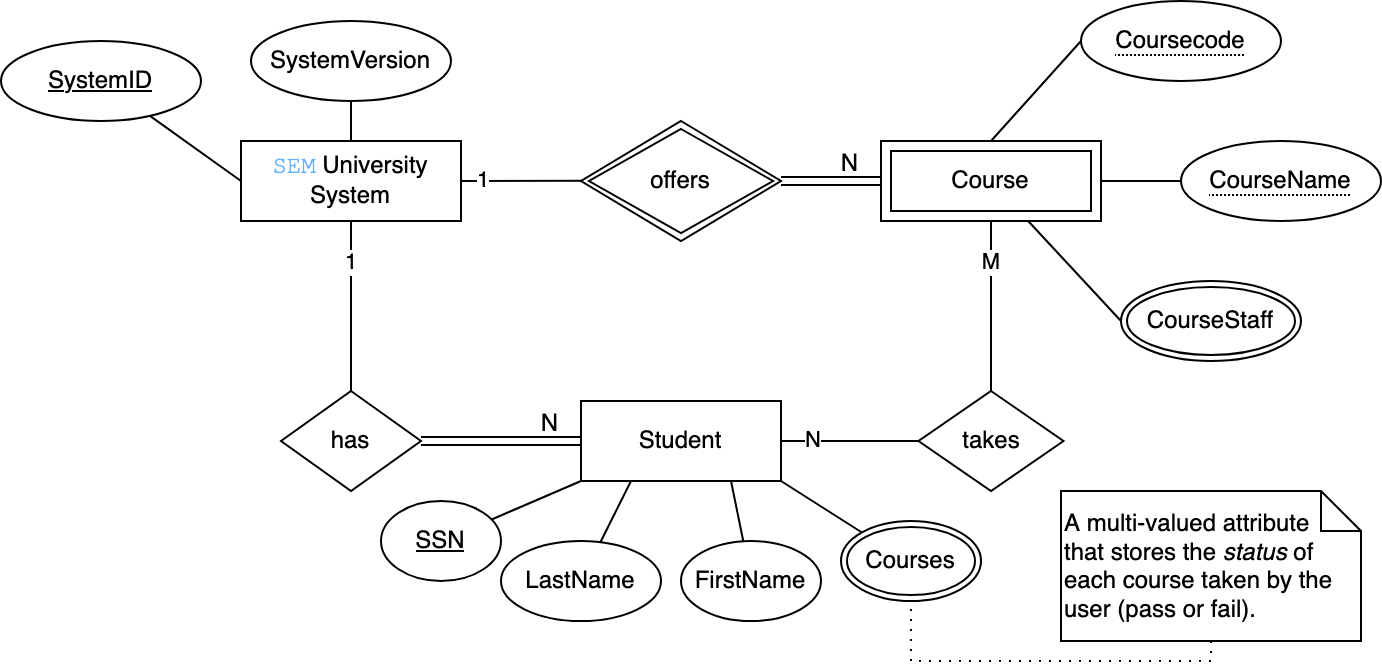 Coursecode
SystemVersion
SystemID
SEM University
System
1
offers
N
Course
CourseName
1
M
CourseStaff
has
N
Student
N
takes
SSN
LastName
FirstName
Courses
A multi-valued attribute
that stores the status of
each course taken by the
user (pass or fail).